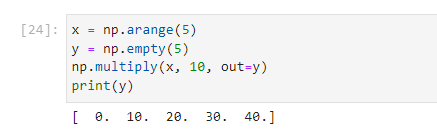 [24]: x = np.arange(5)
y = np.empty(5)
np.multiply(x, 10, out=y)
print(y)
[  0.  10.  20.  30.  40.]